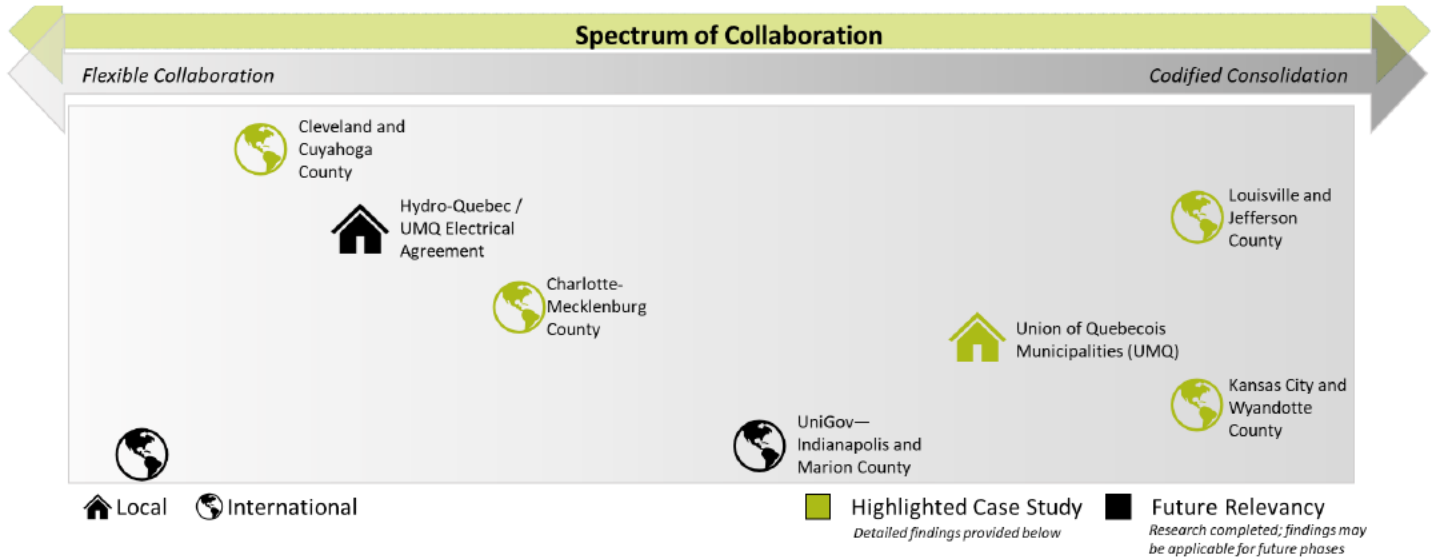 Spectrum of Collaboration
Flexible Collaboration
Codified Consolidation
Cleveland and
Cuyahoga
County
Hydro-Quebec /
UMQ Electrical
Agreement
Charlotte-
Mecklenburg
County
Louisville and
Jefferson
County
Union of Quebecois
Municipalities (UMQ)
Kansas City and
Wyandotte
County
UniGov—
Indianapolis and
Marion County
Local
International
Highlighted Case Study
Detailed findings provided below
Future Relevancy
Research completed; findings may
be applicable for future phases